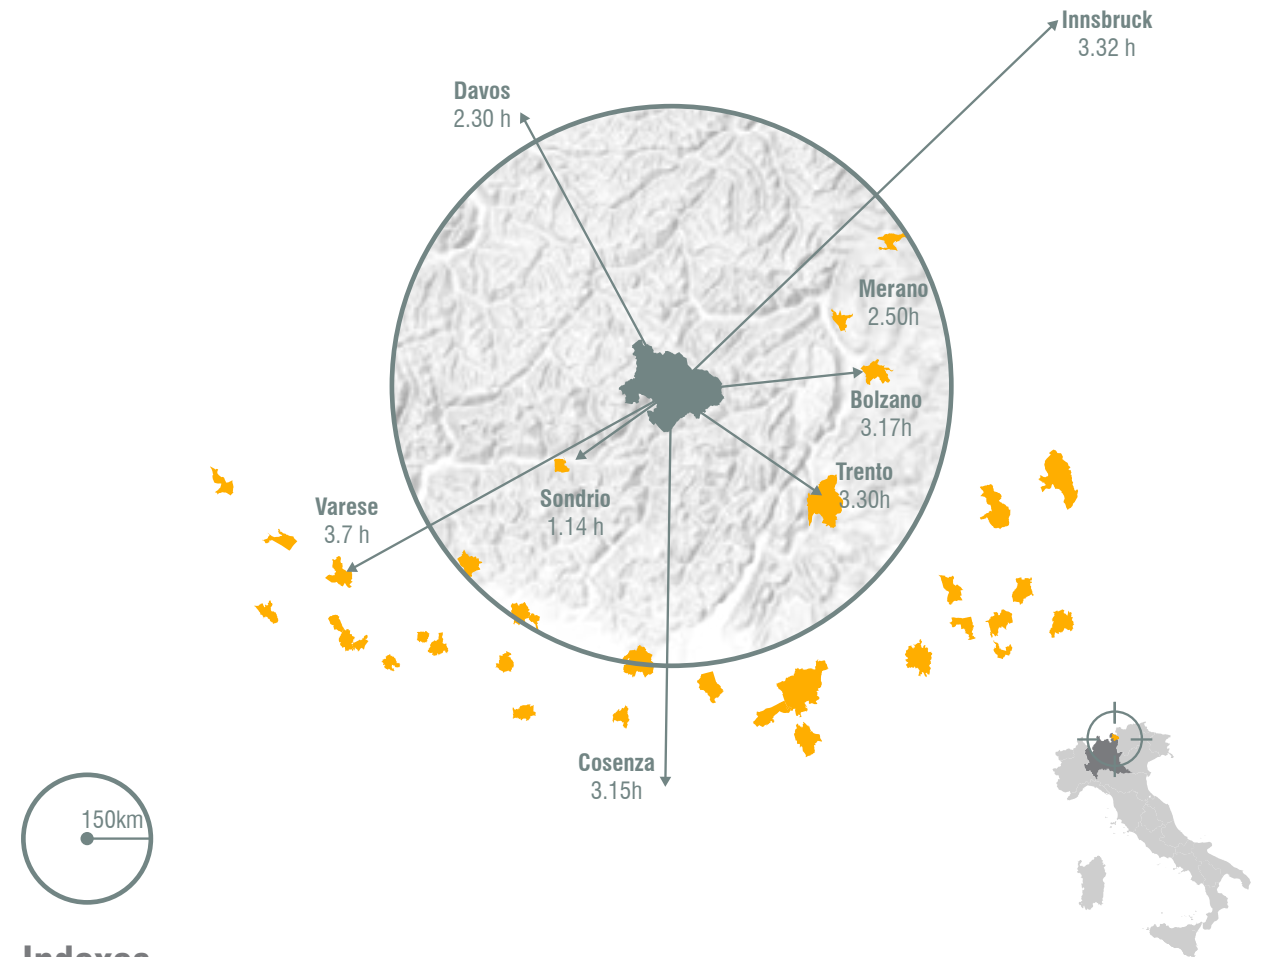 Innsbruck
3.32 h
Davos
2.30 h
Merano
2.50h
Bolzano
3.17h
Trento
3.30h
Sondrio
1.14 h
Varese
3.7 h
Cosenza
3.15h
150km
Indexes